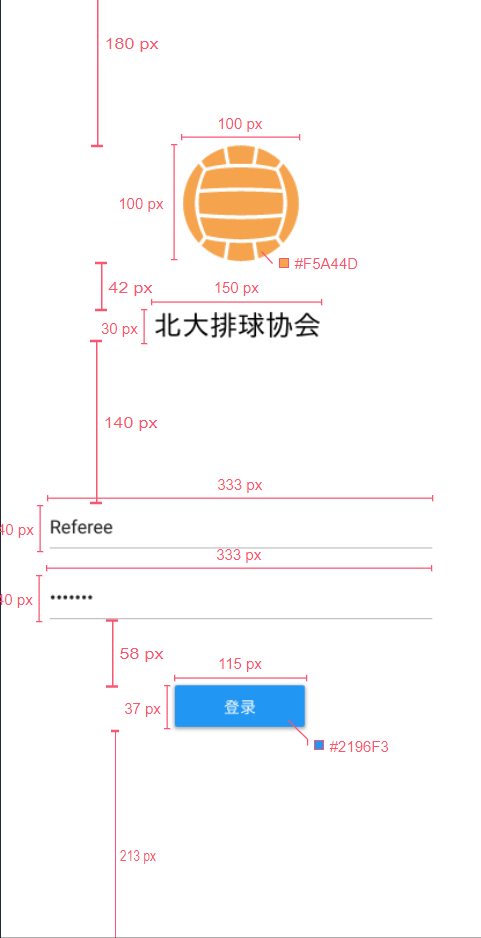 180 px
100 px
100 px
#F5A44D
42 px
150 px
30 px
北大排球协会
140 px
333 px
40 px
Referee
333 px
0 px
•••••••
58 px
115 px
37 px
登录
#2196F3
213 px